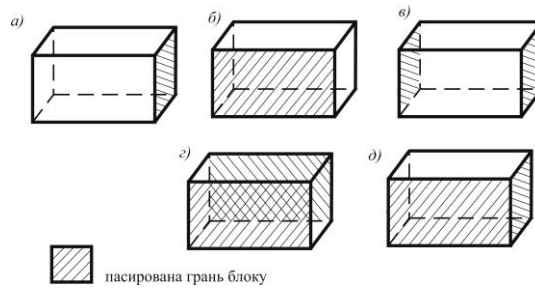 а) б) в)
г) д)
пасирована грань блоку